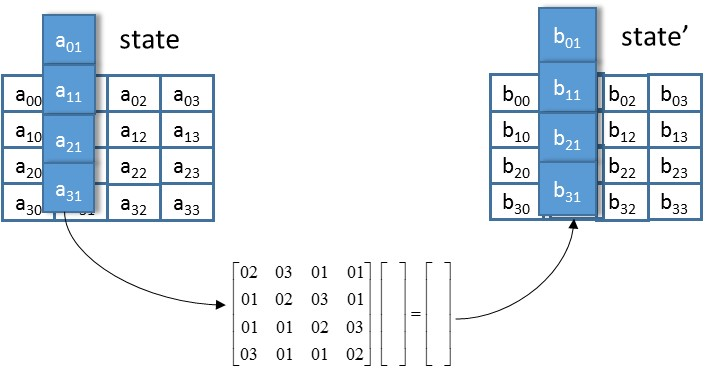 state
a01
a11
a21
a31
a00 a02 a03
a10 a12 a13
a20 a22 a23
a30 a32 a33
state’
b01
b11
b21
b31
b00 b02 b03
b10 b12 b13
b20 b22 b23
b30 b32 b33
02 03 01 01
01 02 03 01
01 01 02 03
03 01 01 02
=